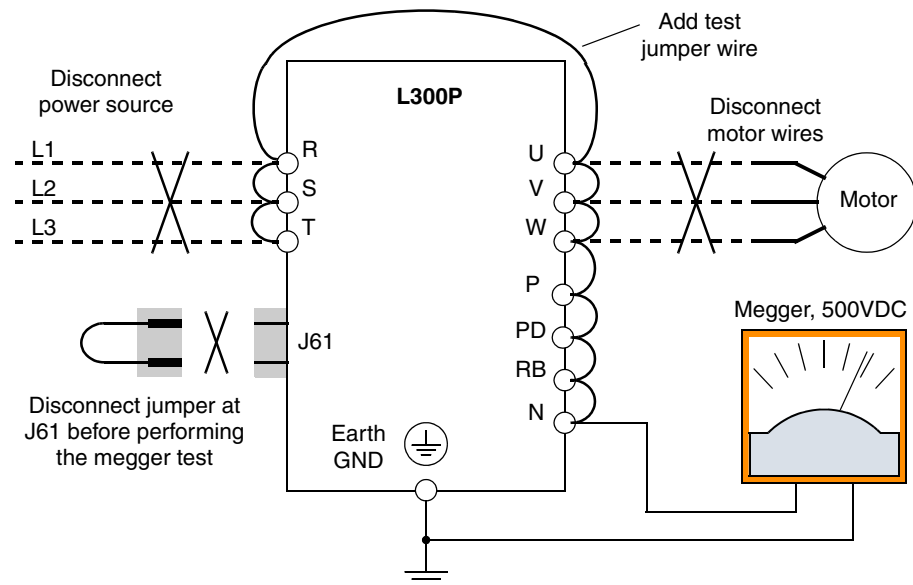 Add test
jumper wire
Disconnect
power source
L300P
Disconnect
motor wires
L1
R
U
L2
S
V
Motor
L3
T
W
P
Megger, 500VDC
J61
PD
RB
Disconnect jumper at
J61 before performing
the megger test
N
Earth
GND